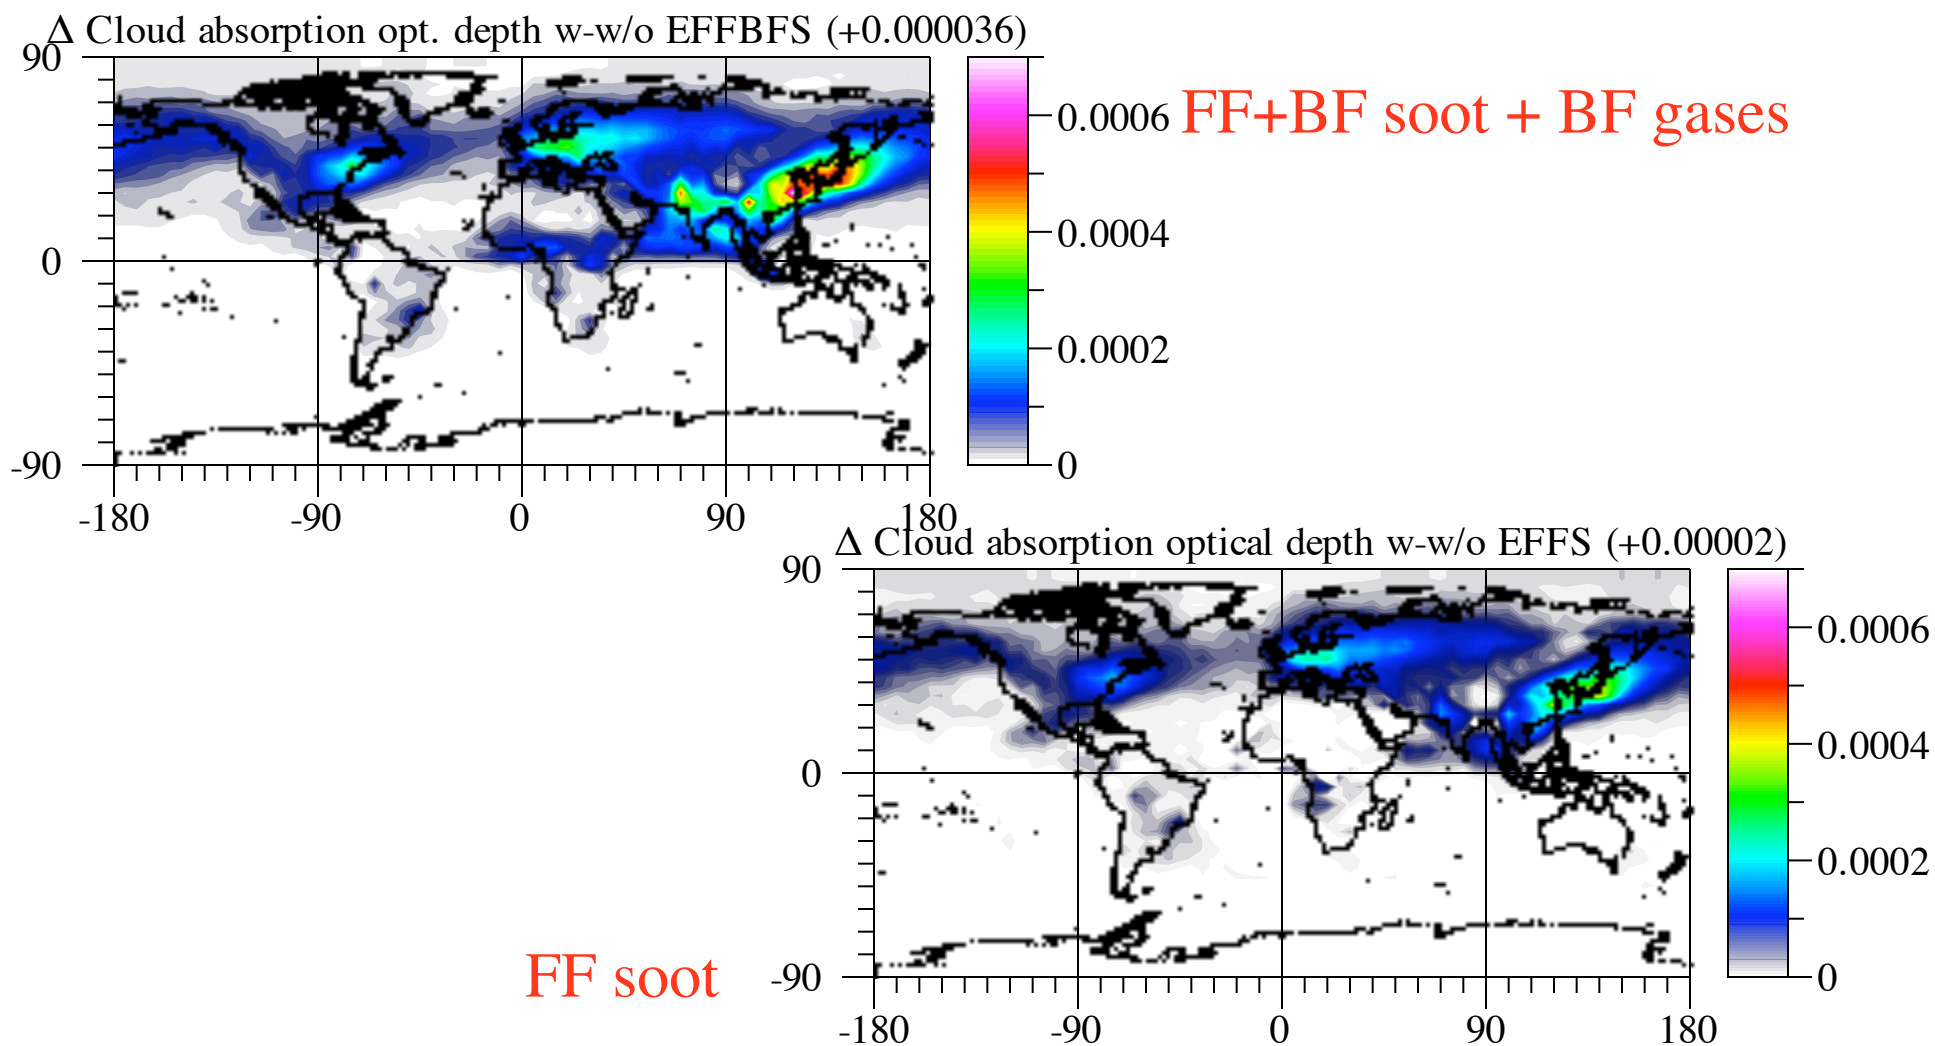 Δ Cloud absorption opt. depth w-w/o EFFBFS (+0.000036)
90
0
-90
-180 -90 0 90 180
0.0006
0.0004
0.0002
0
FF+BF soot + BF gases
Δ Cloud absorption optical depth w-w/o EFFS (+0.00002)
90
0
-90
-180 -90 0 90 180
0.0006
0.0004
0.0002
0
FF soot